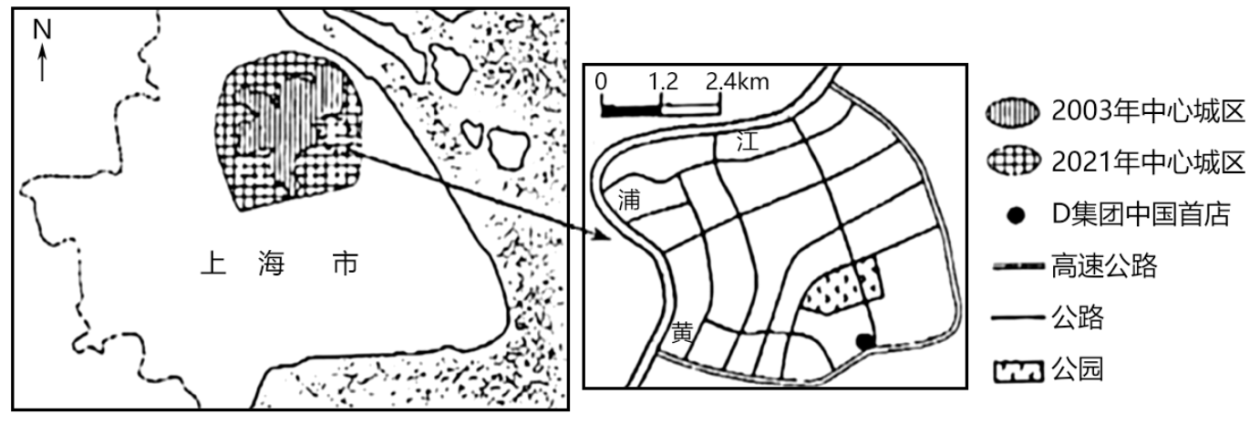 N
上海市
0 1.2 2.4km
江
浦
黄
2003年中心城区
2021年中心城区
D集团中国首店
高速公路
公路
公园